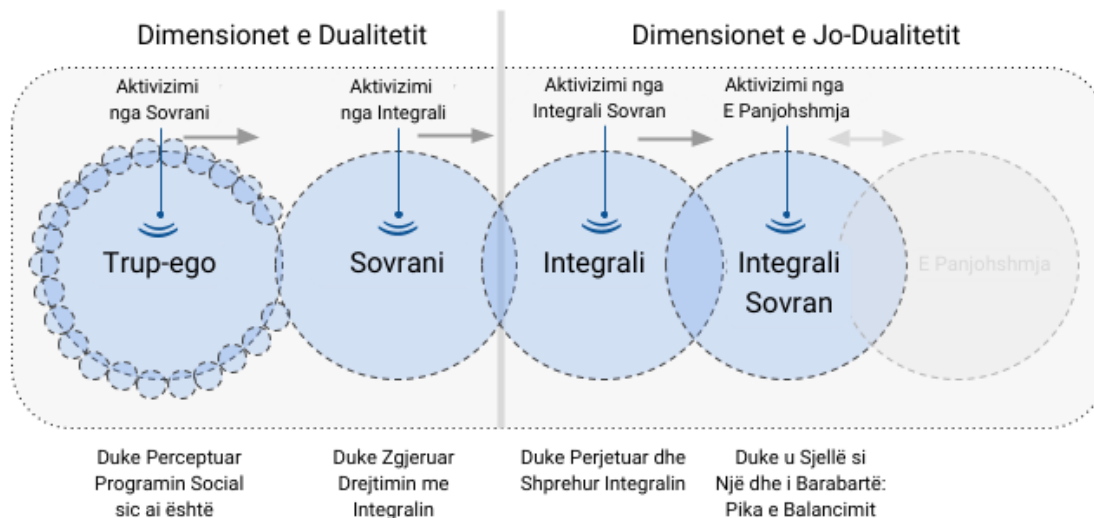 Dimensionet e Dualitetit
Dimensionet e Jo-Dualitetit
Aktivizimi
nga Sovrani
Aktivizimi
nga Integrali
Aktivizimi nga
Integrali Sovran
Aktivizimi nga
E Panjohshmja
Trup-ego
Sovrani
Integrali
Integrali
Sovran
E Panjohshmja
Duke Perceptuar
Programin Social
sic ai është
Duke Zgjeruar
Drejtimin me
Integralin
Duke Perjetuar dhe
Shprehur Integralin
Duke u Sjellë si
Një dhe i Barabartë:
Pika e Balancimit